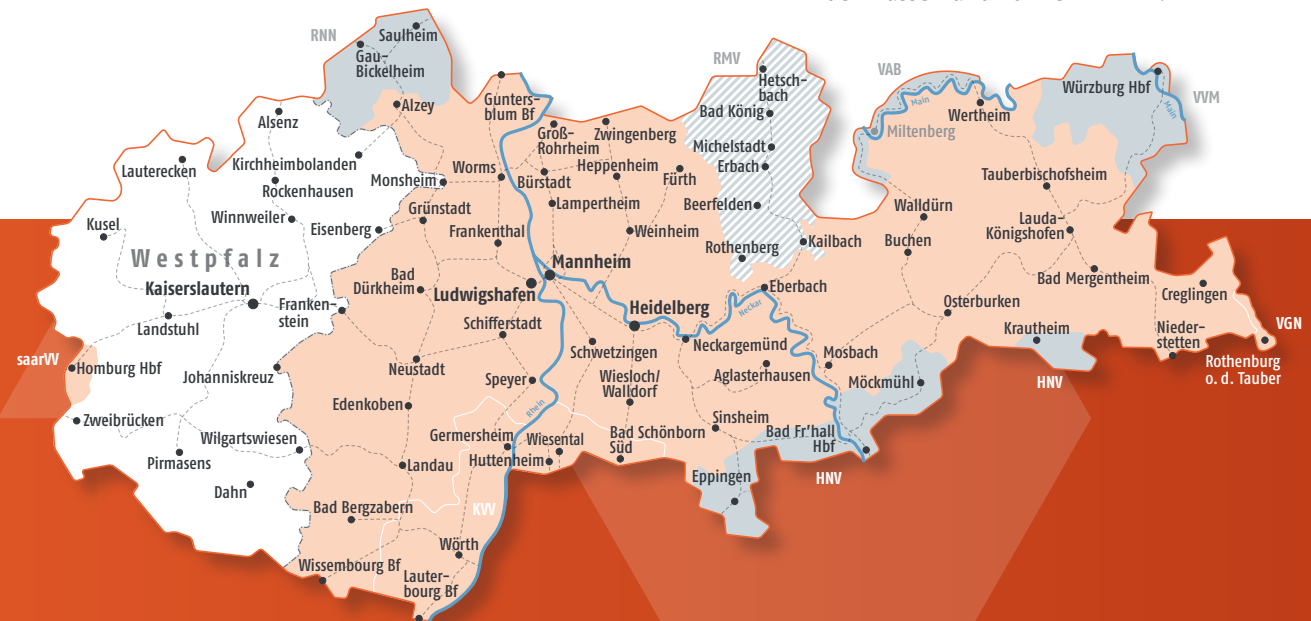 RNN
Saulheim
Gau-
Bickelheim
Alzey
Alsenz
Kirchheimbolanden
Rockenhausen
Lauterecken
Monsheim
Winnweiler
Kusel
Eisenberg
Westpfalz
Kaiserslautern
Franken-
stein
Landstuhl
saarVV
Homburg Hbf
Johanniskreuz
Zweibrücken
Wilgartswiesen
Pirmasens
Dahn
Gunters-
blum Bf
Worms
Grünstadt
Frankenthal
Bad
Dürkheim
Ludwigshafen
Mannheim
Schifferstadt
Neustadt
Speyer
Edenkoben
Rhein
Germersheim
Landau
Huttenheim
Wiesental
Bad Bergzabern
KVV
Wörth
Wissembourg Bf
Lauter-
bourg Bf
Groß-
Rohrheim
Zwingenberg
Heppenheim
Bürstadt
Fürth
Lampertheim
Weinheim
Heidelberg
Schwetzingen
Wiesloch/
Walldorf
Bad Schönborn
Süd
RMV
Hetsch-
bach
Bad König
Michelstadt
Erbach
Beerfelden
Rothenberg
Kailbach
Eberbach
Neckar
Neckargemünd
Aglasterhausen
Mosbach
Sinsheim
Bad Fr'hall
Hbf
Eppingen
HNV
Möckmühl
VAB
Main
Miltenberg
Wertheim
Würzburg Hbf
Main
VVM
Tauberbischofsheim
Walldürn
Lauda-
Königshofen
Buchen
Bad Mergentheim
Osterburken
Creglingen
Krautheim
HNV
Nieder-
stetten
VGN
Rothenburg
o. d. Tauber